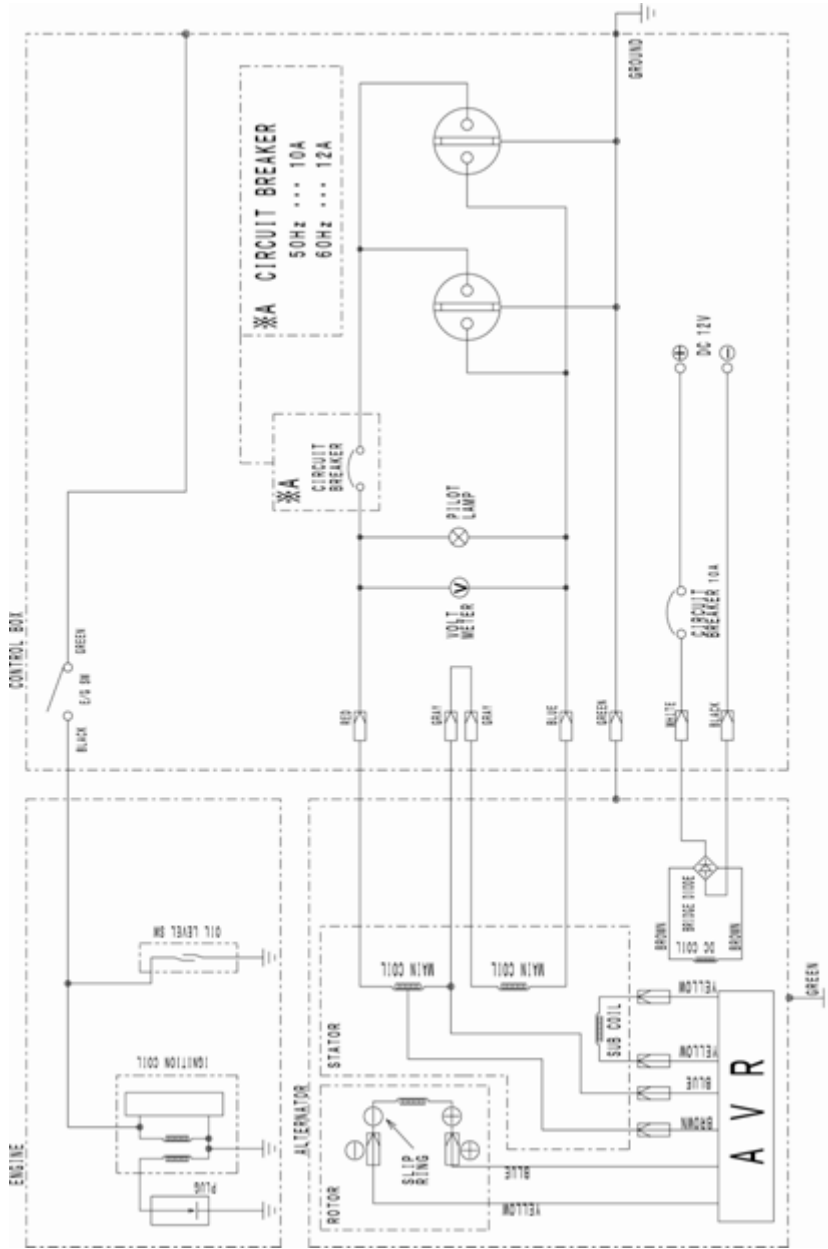 CONTROL BOX
BLACK
E/G SW
GREEN
※A CIRCUIT BREAKER
50Hz ··· 10A
60Hz ··· 12A
※A
CIRCUIT
BREAKER
PILOT
LAMP
VOLT
METER
V
RED
GRAY
GRAY
BLUE
GREEN
WHLTE
BLACK
CIRCUIT
BREAKER 10A
DC 12V
GROUND
ENGINE
OIL LEVEL SW
IGNITION COIL
PLUG
ALTERNATOR
STATOR
MAIN COIL
MAIN COIL
SUB COIL
ROTOR
SLIP
RING
YELLOW
BLUE
BROWN
BLUE
YELLOW
YELLOW
BROWN
DC COIL
BROWN
BRIDGE DIODE
AVR
GREEN